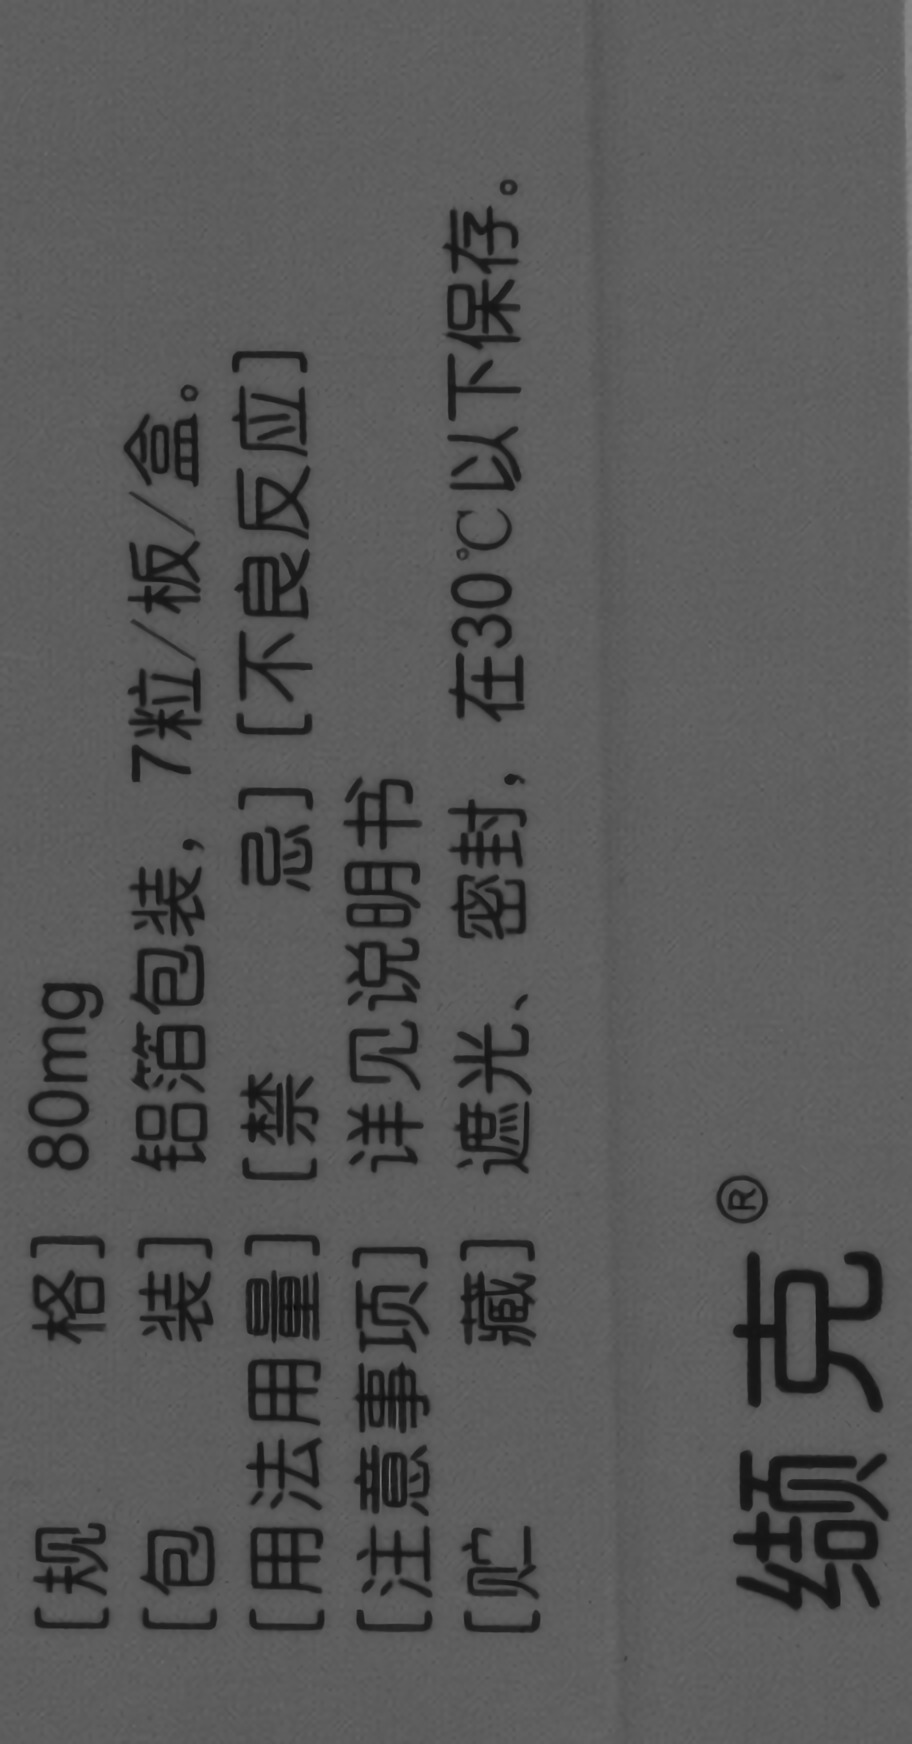 [规 格] 80mg
[包 装] 铝箔包装，7粒/板/盒。
[用法用量][禁 忌][不良反应]
[注意事项] 详见说明书
[贮 藏] 遮光、密封，在30℃以下保存。
缬克®